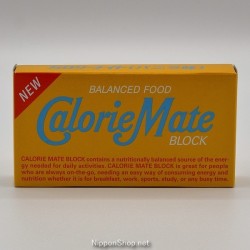 NEW
BALANCED FOOD
CalorieMate
BLOCK
CALORIE MATE BLOCK contains a nutritionally balanced source of the ener-
gy needed for daily activities. CALORIE MATE BLOCK is great for people
who are always on-the-go, needing an easy way of consuming energy and
nutrition whether it is for breakfast, work, sports, study, or any busy time.
NipponShop.net